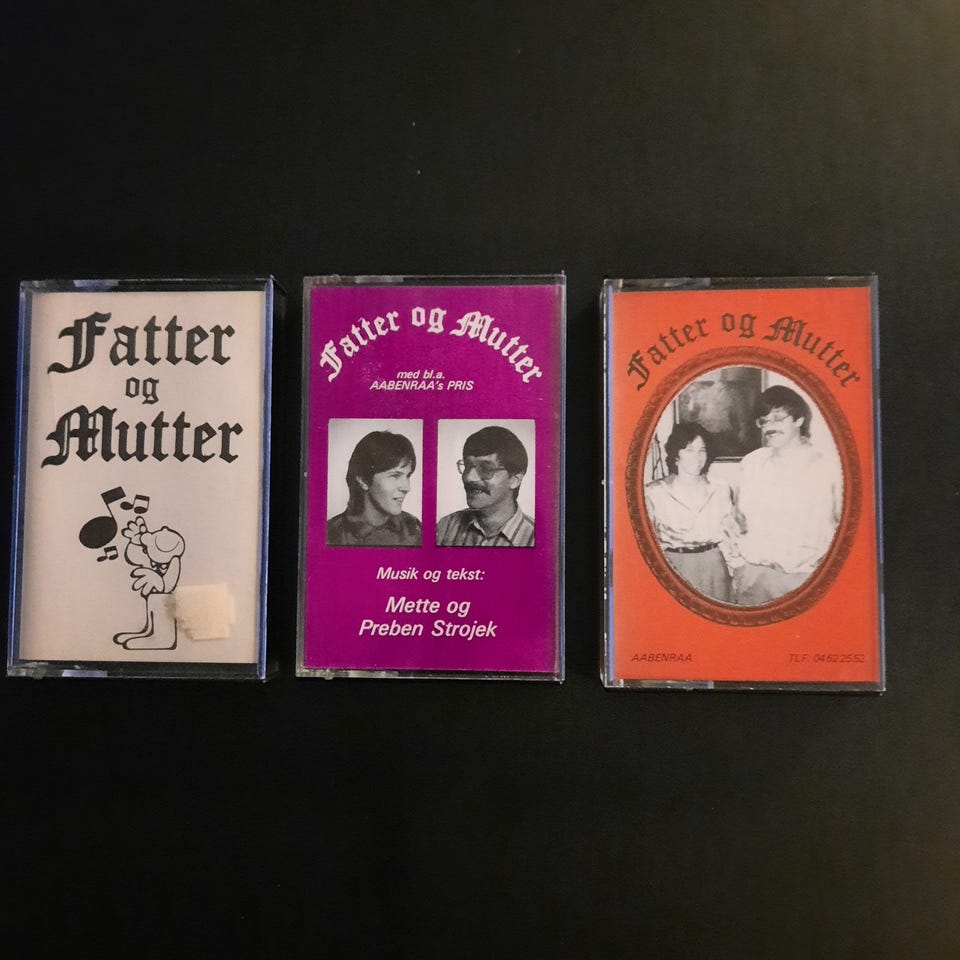 Fatter
og
Mutter
Fatter og Mutter
med bl.a.
AABENRAA's PRIS
Musik og tekst:
Mette og
Preben Strojek
Fatter og Mutter
AABENRAA TLF. 04 62 25 52